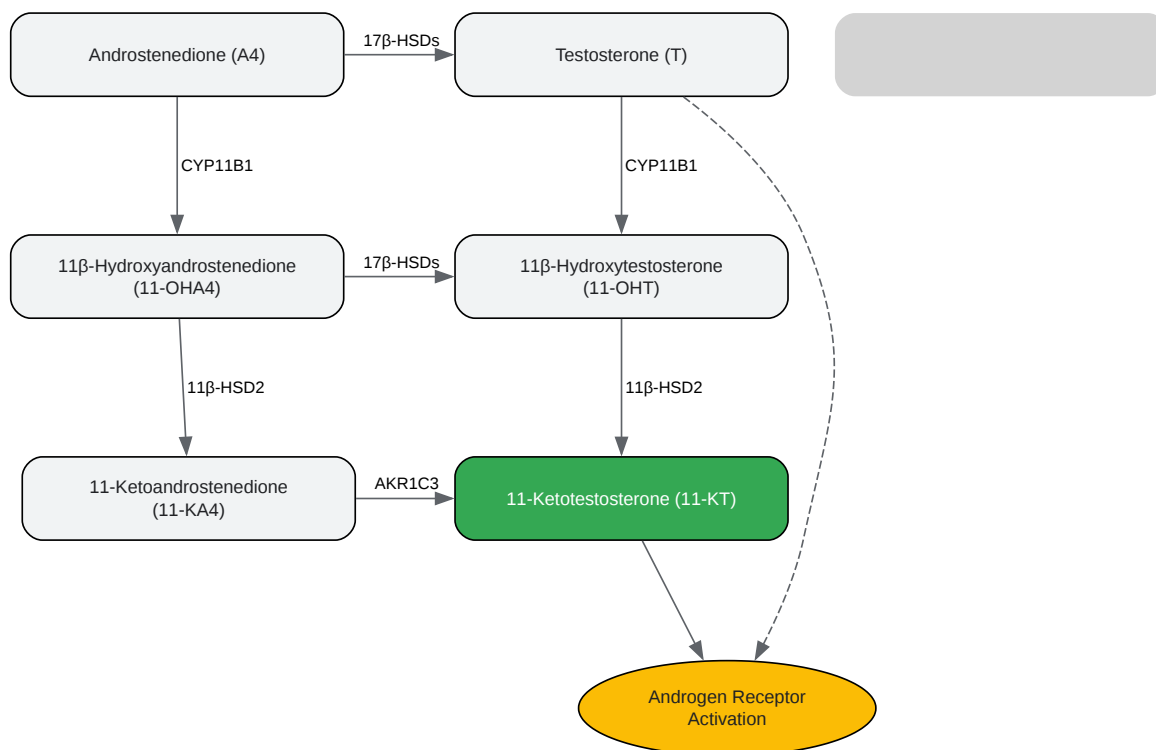 Androstenedione (A4)
17β-HSDs
Testosterone (T)
CYP11B1
CYP11B1
11β-Hydroxyandrostenedione
(11-OHA4)
17β-HSDs
11β-Hydroxytestosterone
(11-OHT)
11β-HSD2
11β-HSD2
11-Ketoandrostenedione
(11-KA4)
AKR1C3
11-Ketotestosterone (11-KT)
Androgen Receptor
Activation